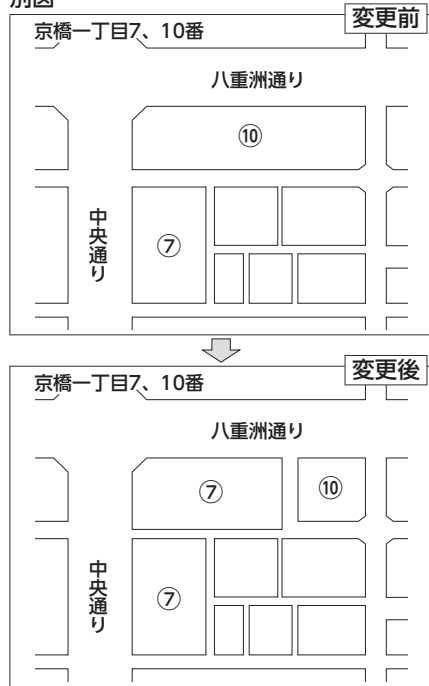 別図
変更前
京橋一丁目7、10番
八重洲通り
⑩
中央通り
⑦
変更後
京橋一丁目7、10番
八重洲通り
⑦
⑩
中央通り
⑦